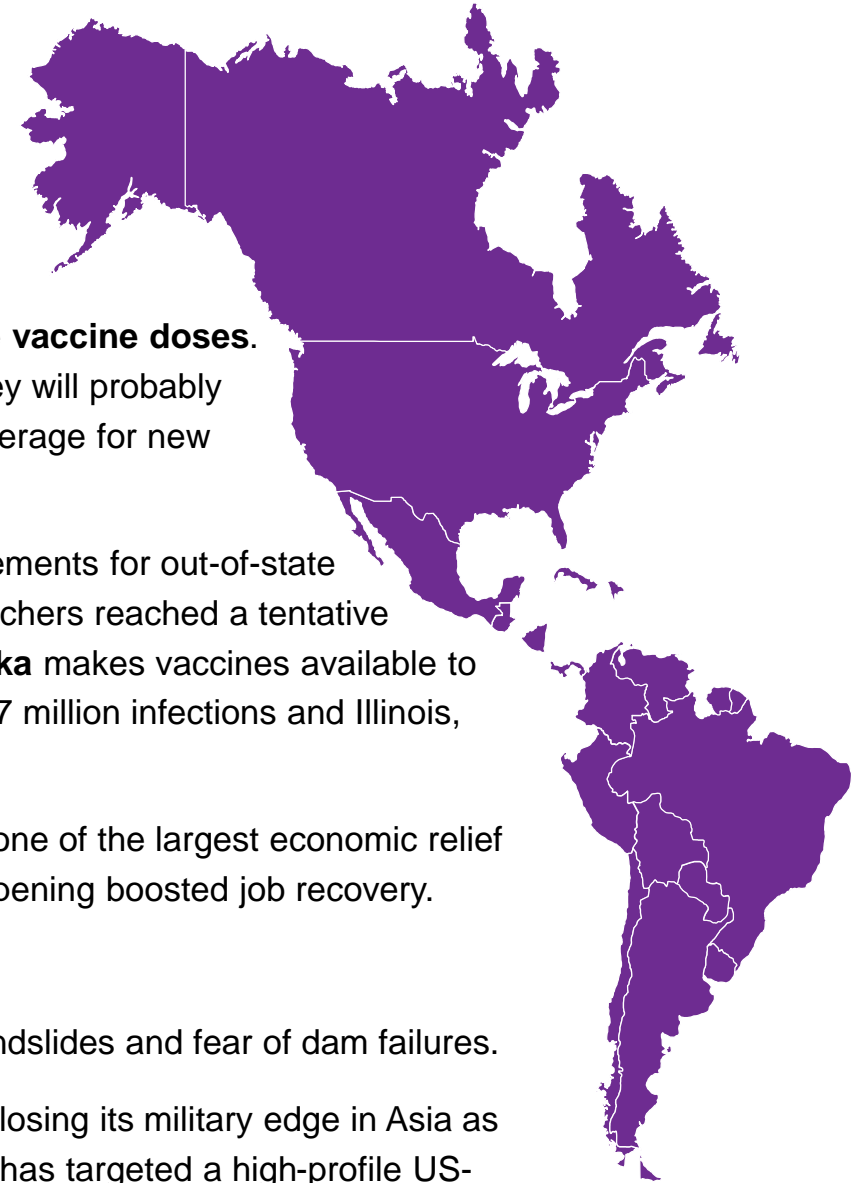 vaccine doses.
ey will probably
erage for new
ements for out-of-state
chers reached a tentative
ka makes vaccines available to
7 million infections and Illinois,
one of the largest economic relief
pening boosted job recovery.
ndslides and fear of dam failures.
losing its military edge in Asia as
has targeted a high-profile US-